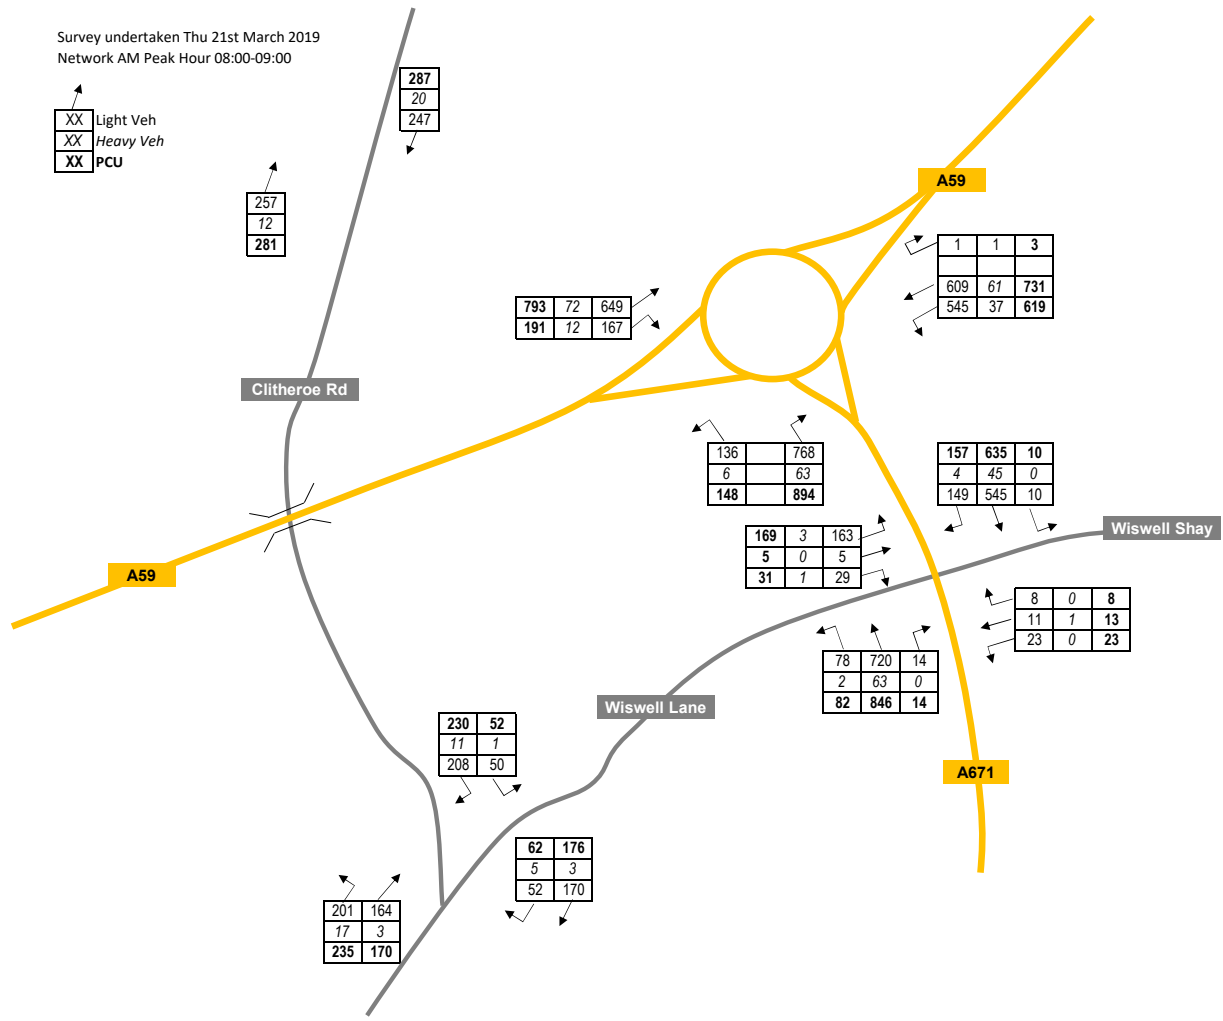 Survey undertaken Thu 21st March 2019
Network AM Peak Hour 08:00-09:00
XX Light Veh
XX Heavy Veh
XX PCU
287
20
247
257
12
281
A59
1 1 3
609 61 731
545 37 619
793 72 649
191 12 167
Clitheroe Rd
136 768
6 63
148 894
157 635 10
4 45 0
149 545 10
Wiswell Shay
169 3 163
5 0 5
31 1 29
A59
8 0 8
11 1 13
23 0 23
78 720 14
2 63 0
82 846 14
Wiswell Lane
230 52
11 1
208 50
A671
62 176
5 3
52 170
201 164
17 3
235 170